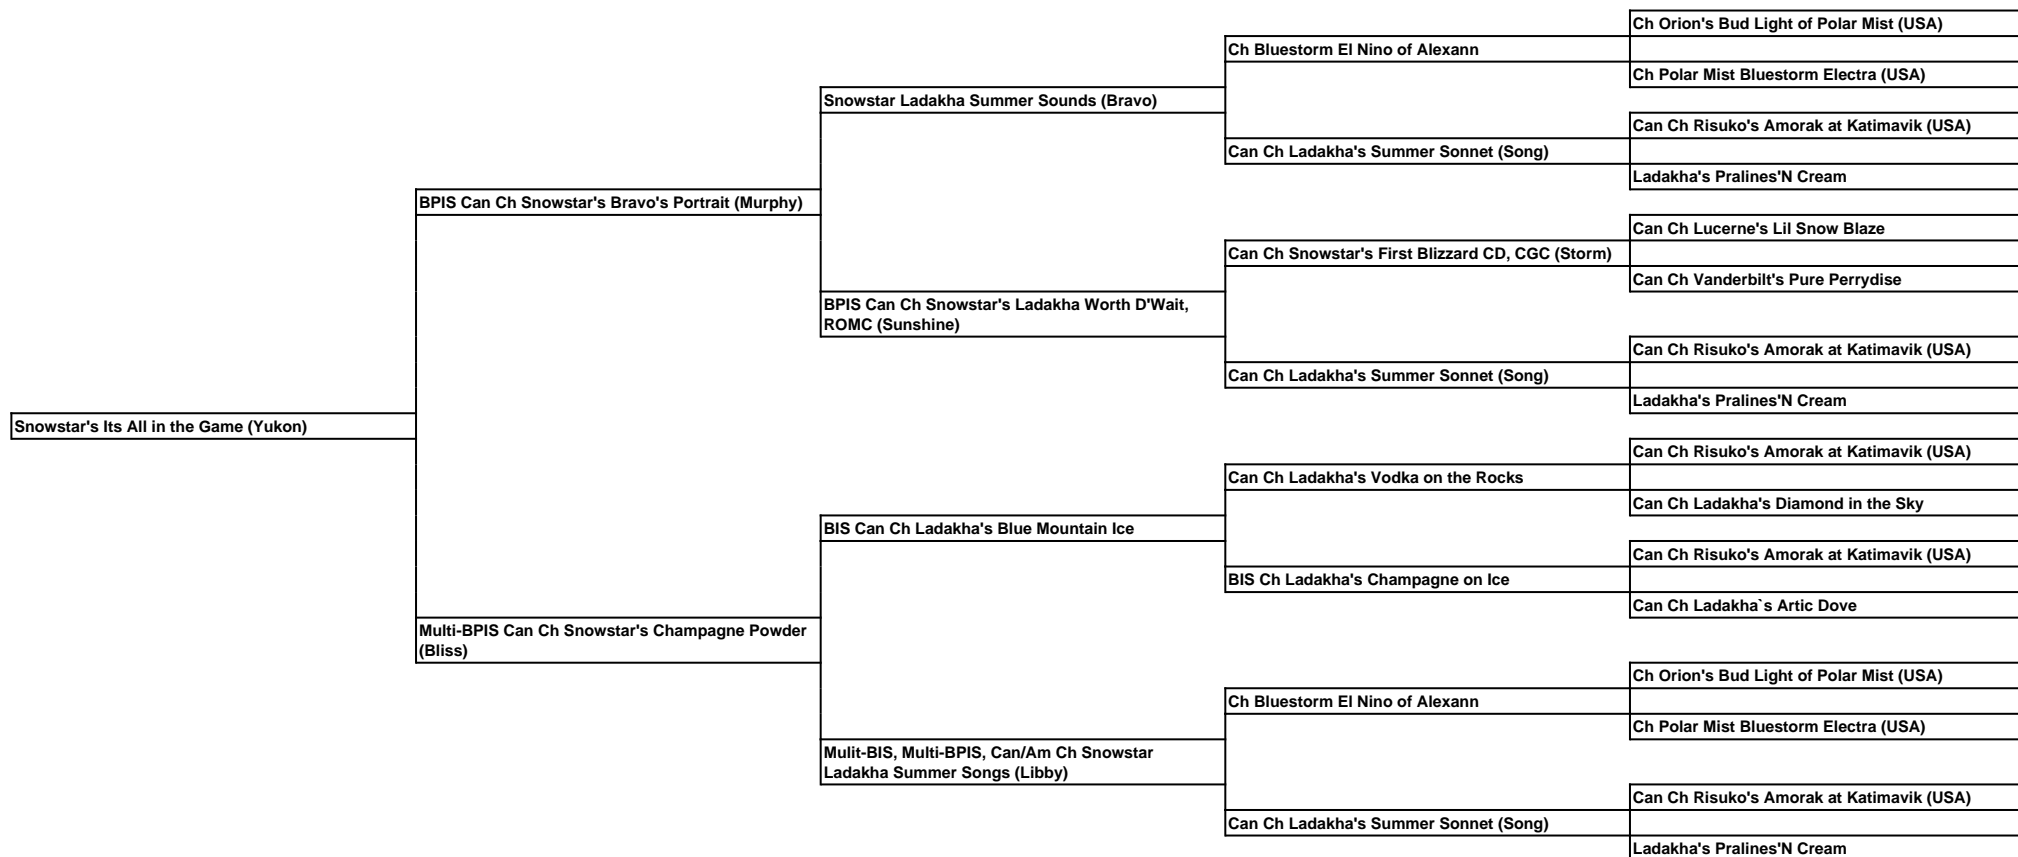 Ch Orion's Bud Light of Polar Mist (USA)
Ch Bluestorm El Nino of Alexann
Ch Polar Mist Bluestorm Electra (USA)
Snowstar Ladakha Summer Sounds (Bravo)
Can Ch Risuko's Amorak at Katimavik (USA)
Can Ch Ladakha's Summer Sonnet (Song)
Ladakha's Pralines'N Cream
BPIS Can Ch Snowstar's Bravo's Portrait (Murphy)
Can Ch Lucerne's Lil Snow Blaze
Can Ch Snowstar's First Blizzard CD, CGC (Storm)
Can Ch Vanderbilt's Pure Perrydise
BPIS Can Ch Snowstar's Ladakha Worth D'Wait,
ROMC (Sunshine)
Can Ch Risuko's Amorak at Katimavik (USA)
Can Ch Ladakha's Summer Sonnet (Song)
Ladakha's Pralines'N Cream
Snowstar's Its All in the Game (Yukon)
Can Ch Risuko's Amorak at Katimavik (USA)
Can Ch Ladakha's Vodka on the Rocks
Can Ch Ladakha's Diamond in the Sky
BIS Can Ch Ladakha's Blue Mountain Ice
Can Ch Risuko's Amorak at Katimavik (USA)
BIS Ch Ladakha's Champagne on Ice
Can Ch Ladakha`s Artic Dove
Multi-BPIS Can Ch Snowstar's Champagne Powder
(Bliss)
Ch Orion's Bud Light of Polar Mist (USA)
Ch Bluestorm El Nino of Alexann
Ch Polar Mist Bluestorm Electra (USA)
Mulit-BIS, Multi-BPIS, Can/Am Ch Snowstar
Ladakha Summer Songs (Libby)
Can Ch Risuko's Amorak at Katimavik (USA)
Can Ch Ladakha's Summer Sonnet (Song)
Ladakha's Pralines'N Cream